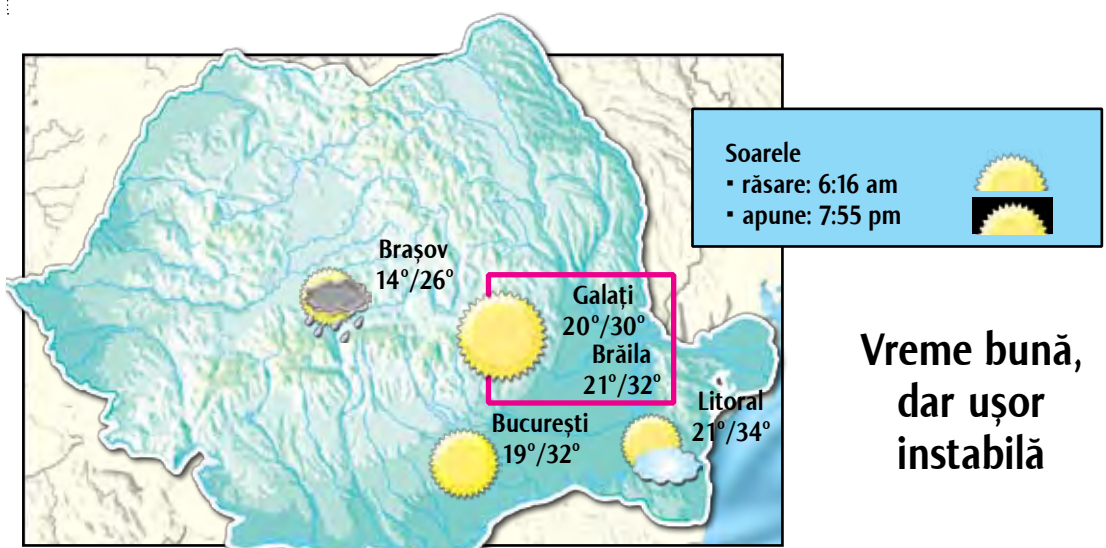 Soarele
▪ răsare: 6:16 am
▪ apune: 7:55 pm
Brașov
14°/26°
Galați
20°/30°
Brăila
21°/32°
Litoral
21°/34°
București
19°/32°
Vreme bună,
dar ușor
instabilă